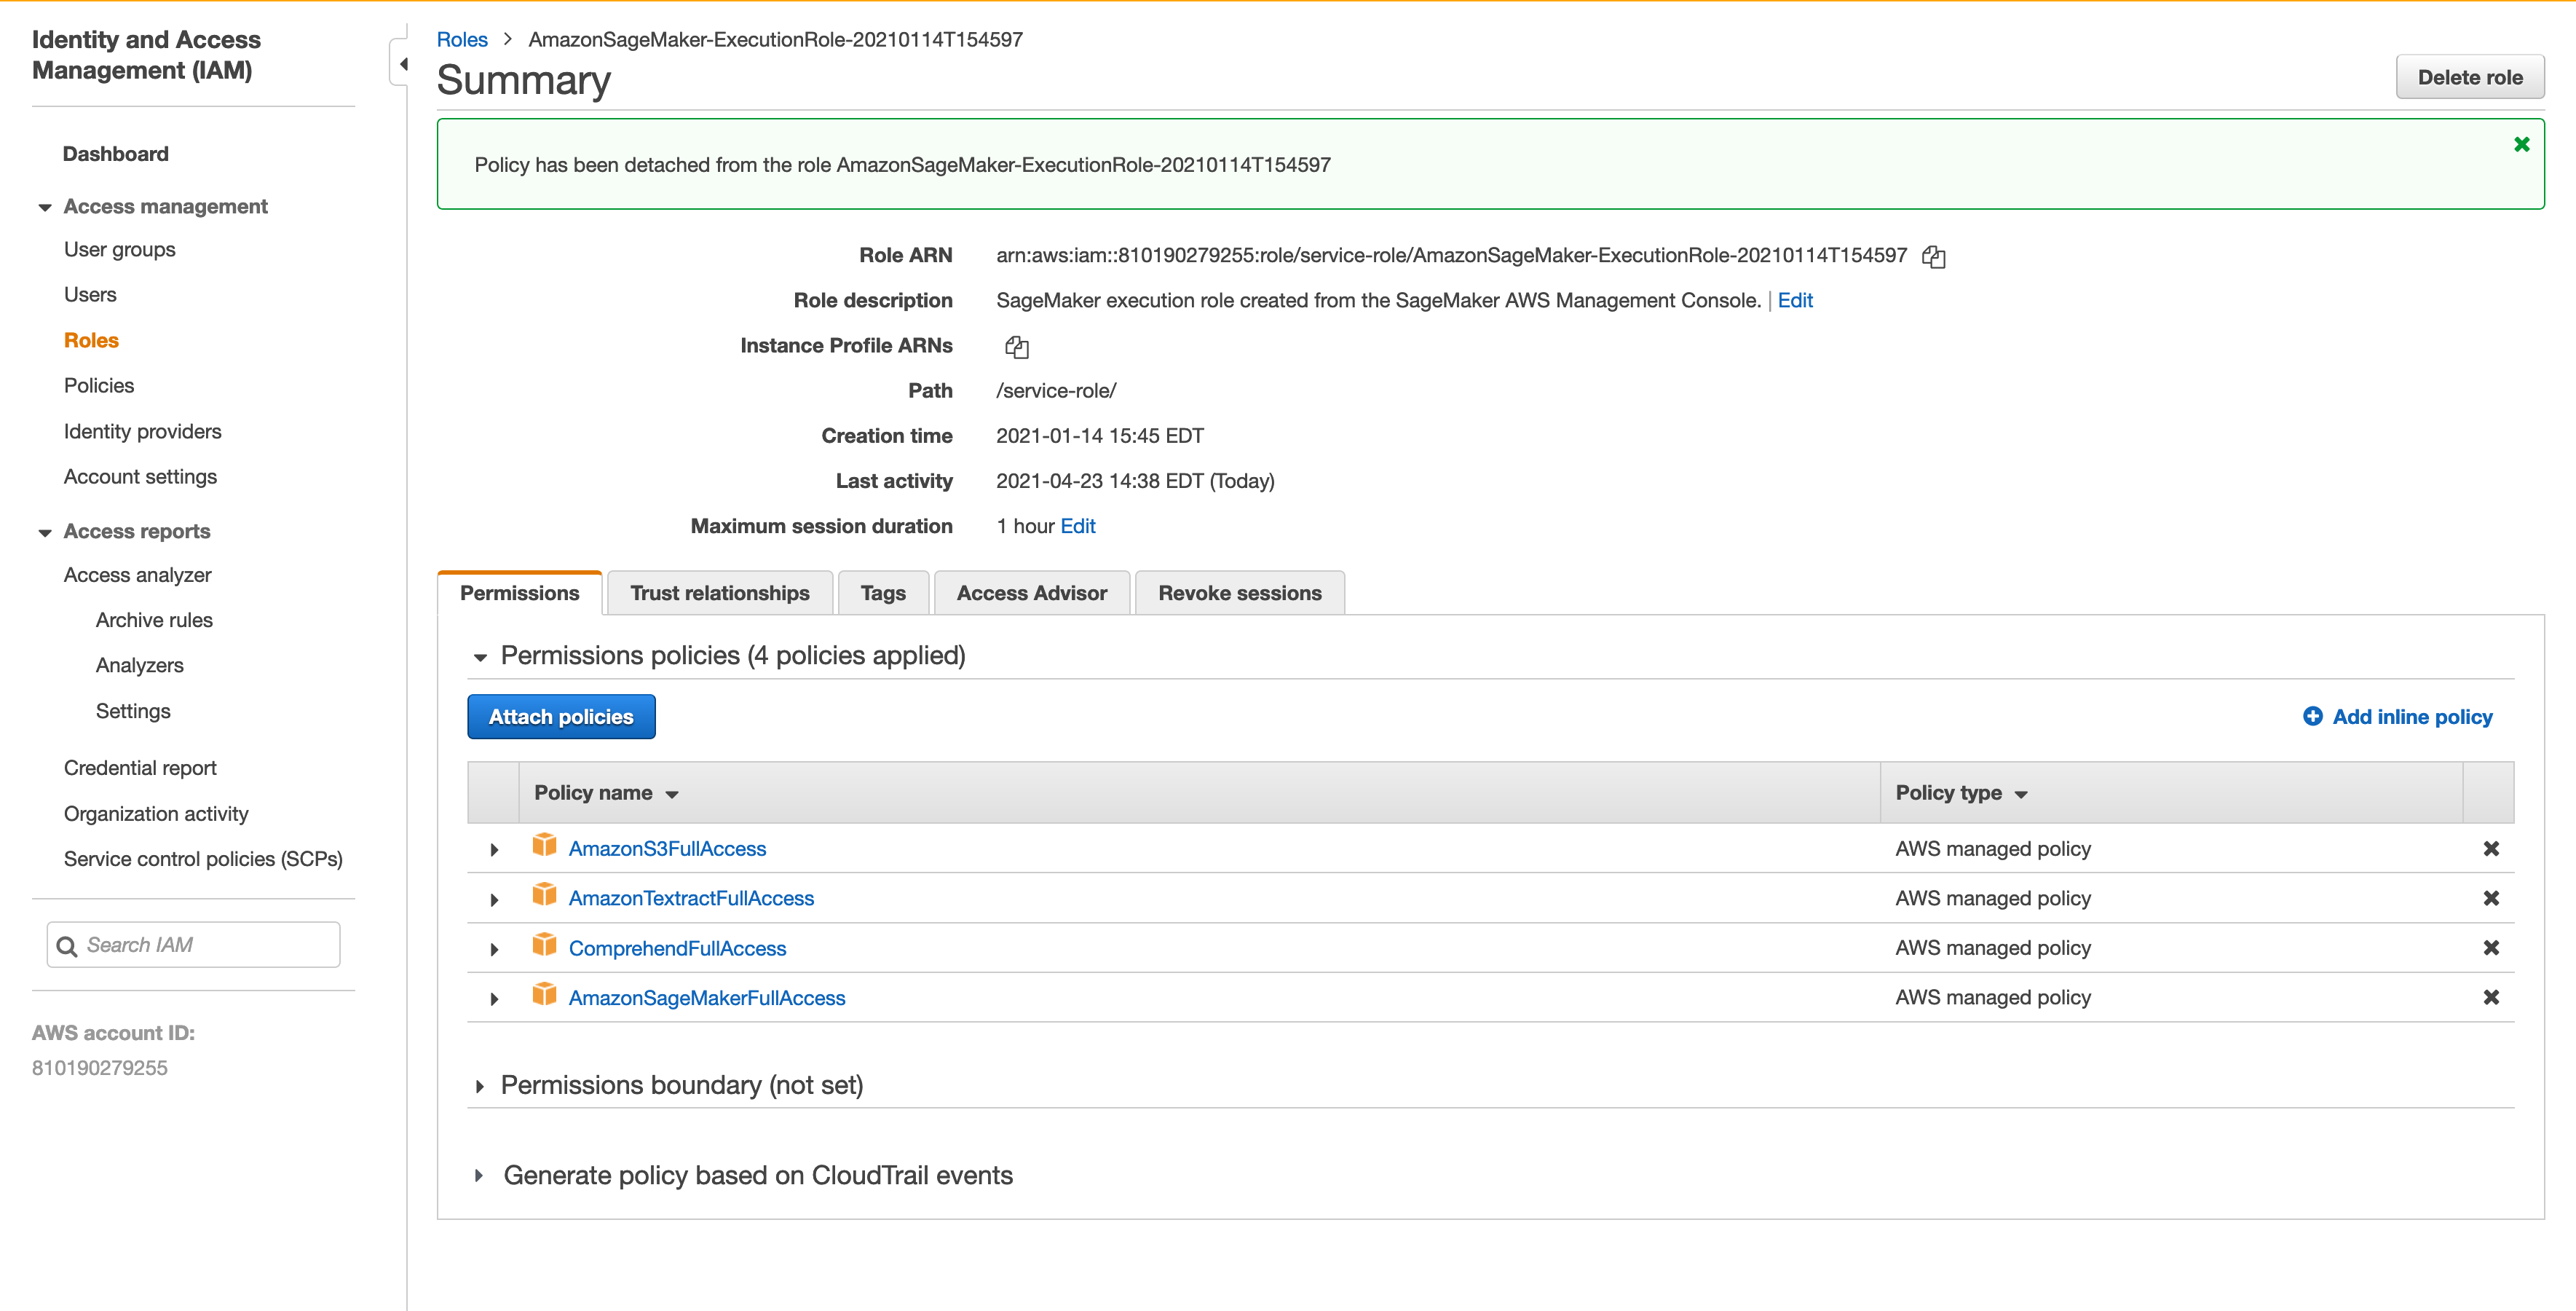 Identity and Access
Management (IAM)
Dashboard
Access management
User groups
Users
Roles
Policies
Identity providers
Account settings
Access reports
Access analyzer
Archive rules
Analyzers
Settings
Credential report
Organization activity
Service control policies (SCPs)
Search IAM
AWS account ID:
810190279255
Roles > AmazonSageMaker-ExecutionRole-20210114T154597
Summary
Delete role
Policy has been detached from the role AmazonSageMaker-ExecutionRole-20210114T154597
Role ARN arn:aws:iam::810190279255:role/service-role/AmazonSageMaker-ExecutionRole-20210114T154597
Role description SageMaker execution role created from the SageMaker AWS Management Console. | Edit
Instance Profile ARNs
Path /service-role/
Creation time 2021-01-14 15:45 EDT
Last activity 2021-04-23 14:38 EDT (Today)
Maximum session duration 1 hour Edit
Permissions Trust relationships Tags Access Advisor Revoke sessions
Permissions policies (4 policies applied)
Attach policies Add inline policy
Policy name Policy type
AmazonS3FullAccess AWS managed policy
AmazonTextractFullAccess AWS managed policy
ComprehendFullAccess AWS managed policy
AmazonSageMakerFullAccess AWS managed policy
Permissions boundary (not set)
Generate policy based on CloudTrail events